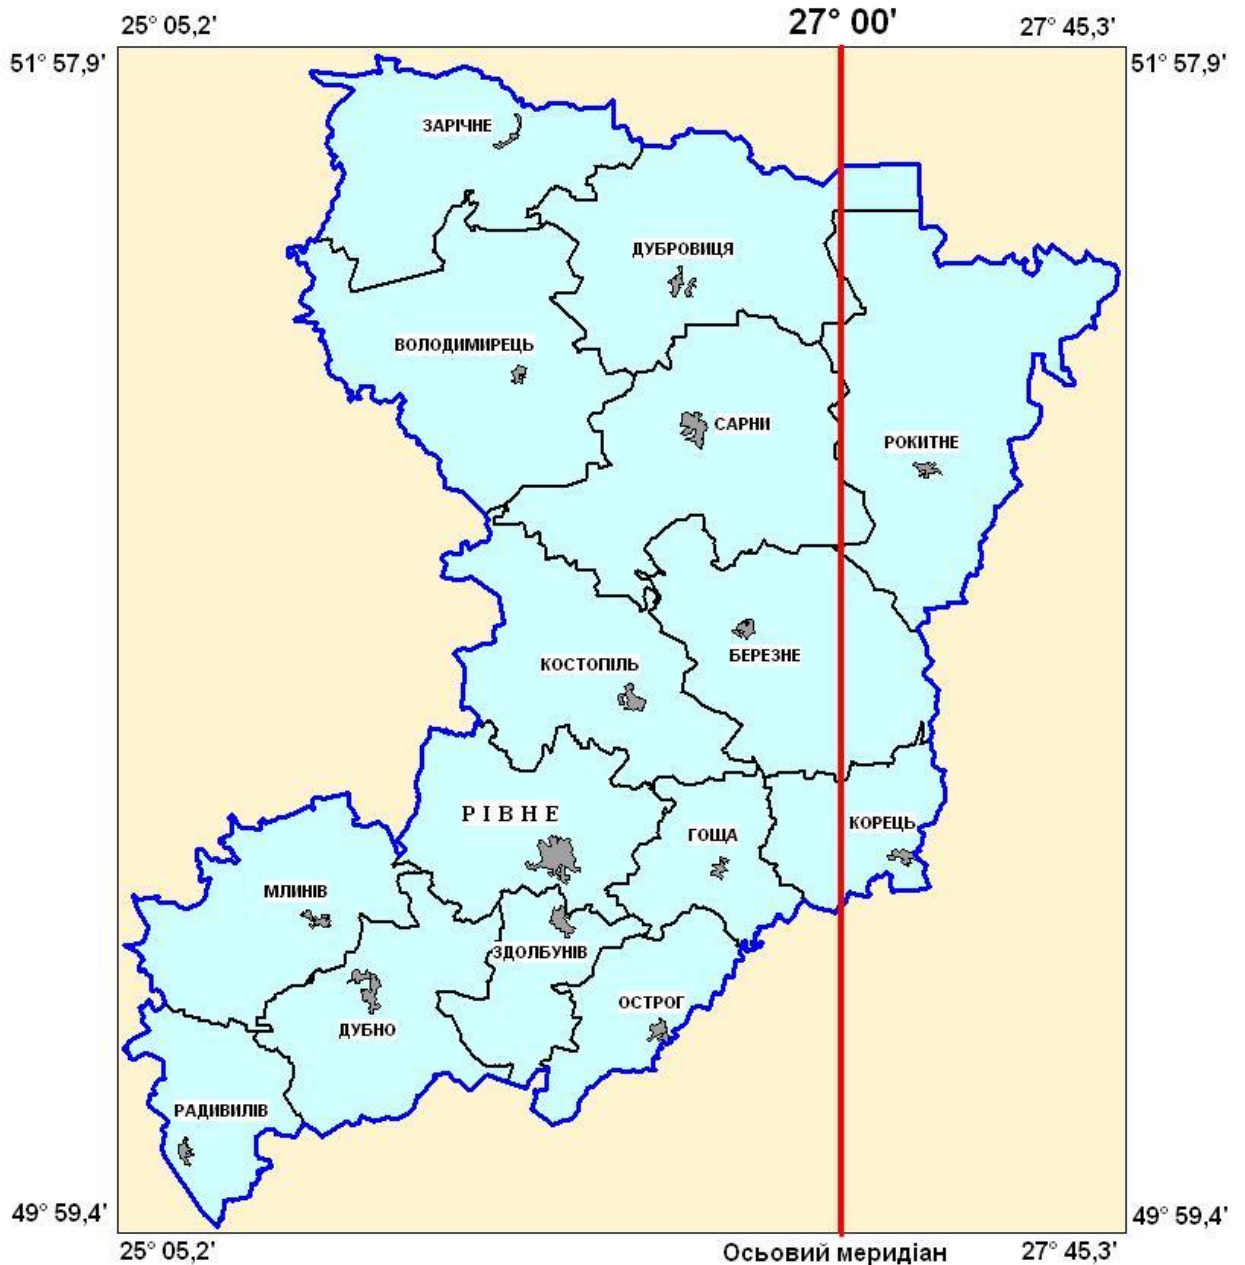 25° 05,2'
27° 00'
27° 45,3'
51° 57,9'
51° 57,9'
ЗАРІЧНЕ
ДУБРОВИЦЯ
ВОЛОДИМИРЕЦЬ
САРНИ
РОКИТНЕ
БЕРЕЗНЕ
КОСТОПІЛЬ
РІВНЕ
КОРЕЦЬ
ГОЩА
МЛИНІВ
ЗДОЛБУНІВ
ОСТРОГ
ДУБНО
РАДИВИЛІВ
49° 59,4'
49° 59,4'
25° 05,2'
Осьовий меридіан
27° 45,3'